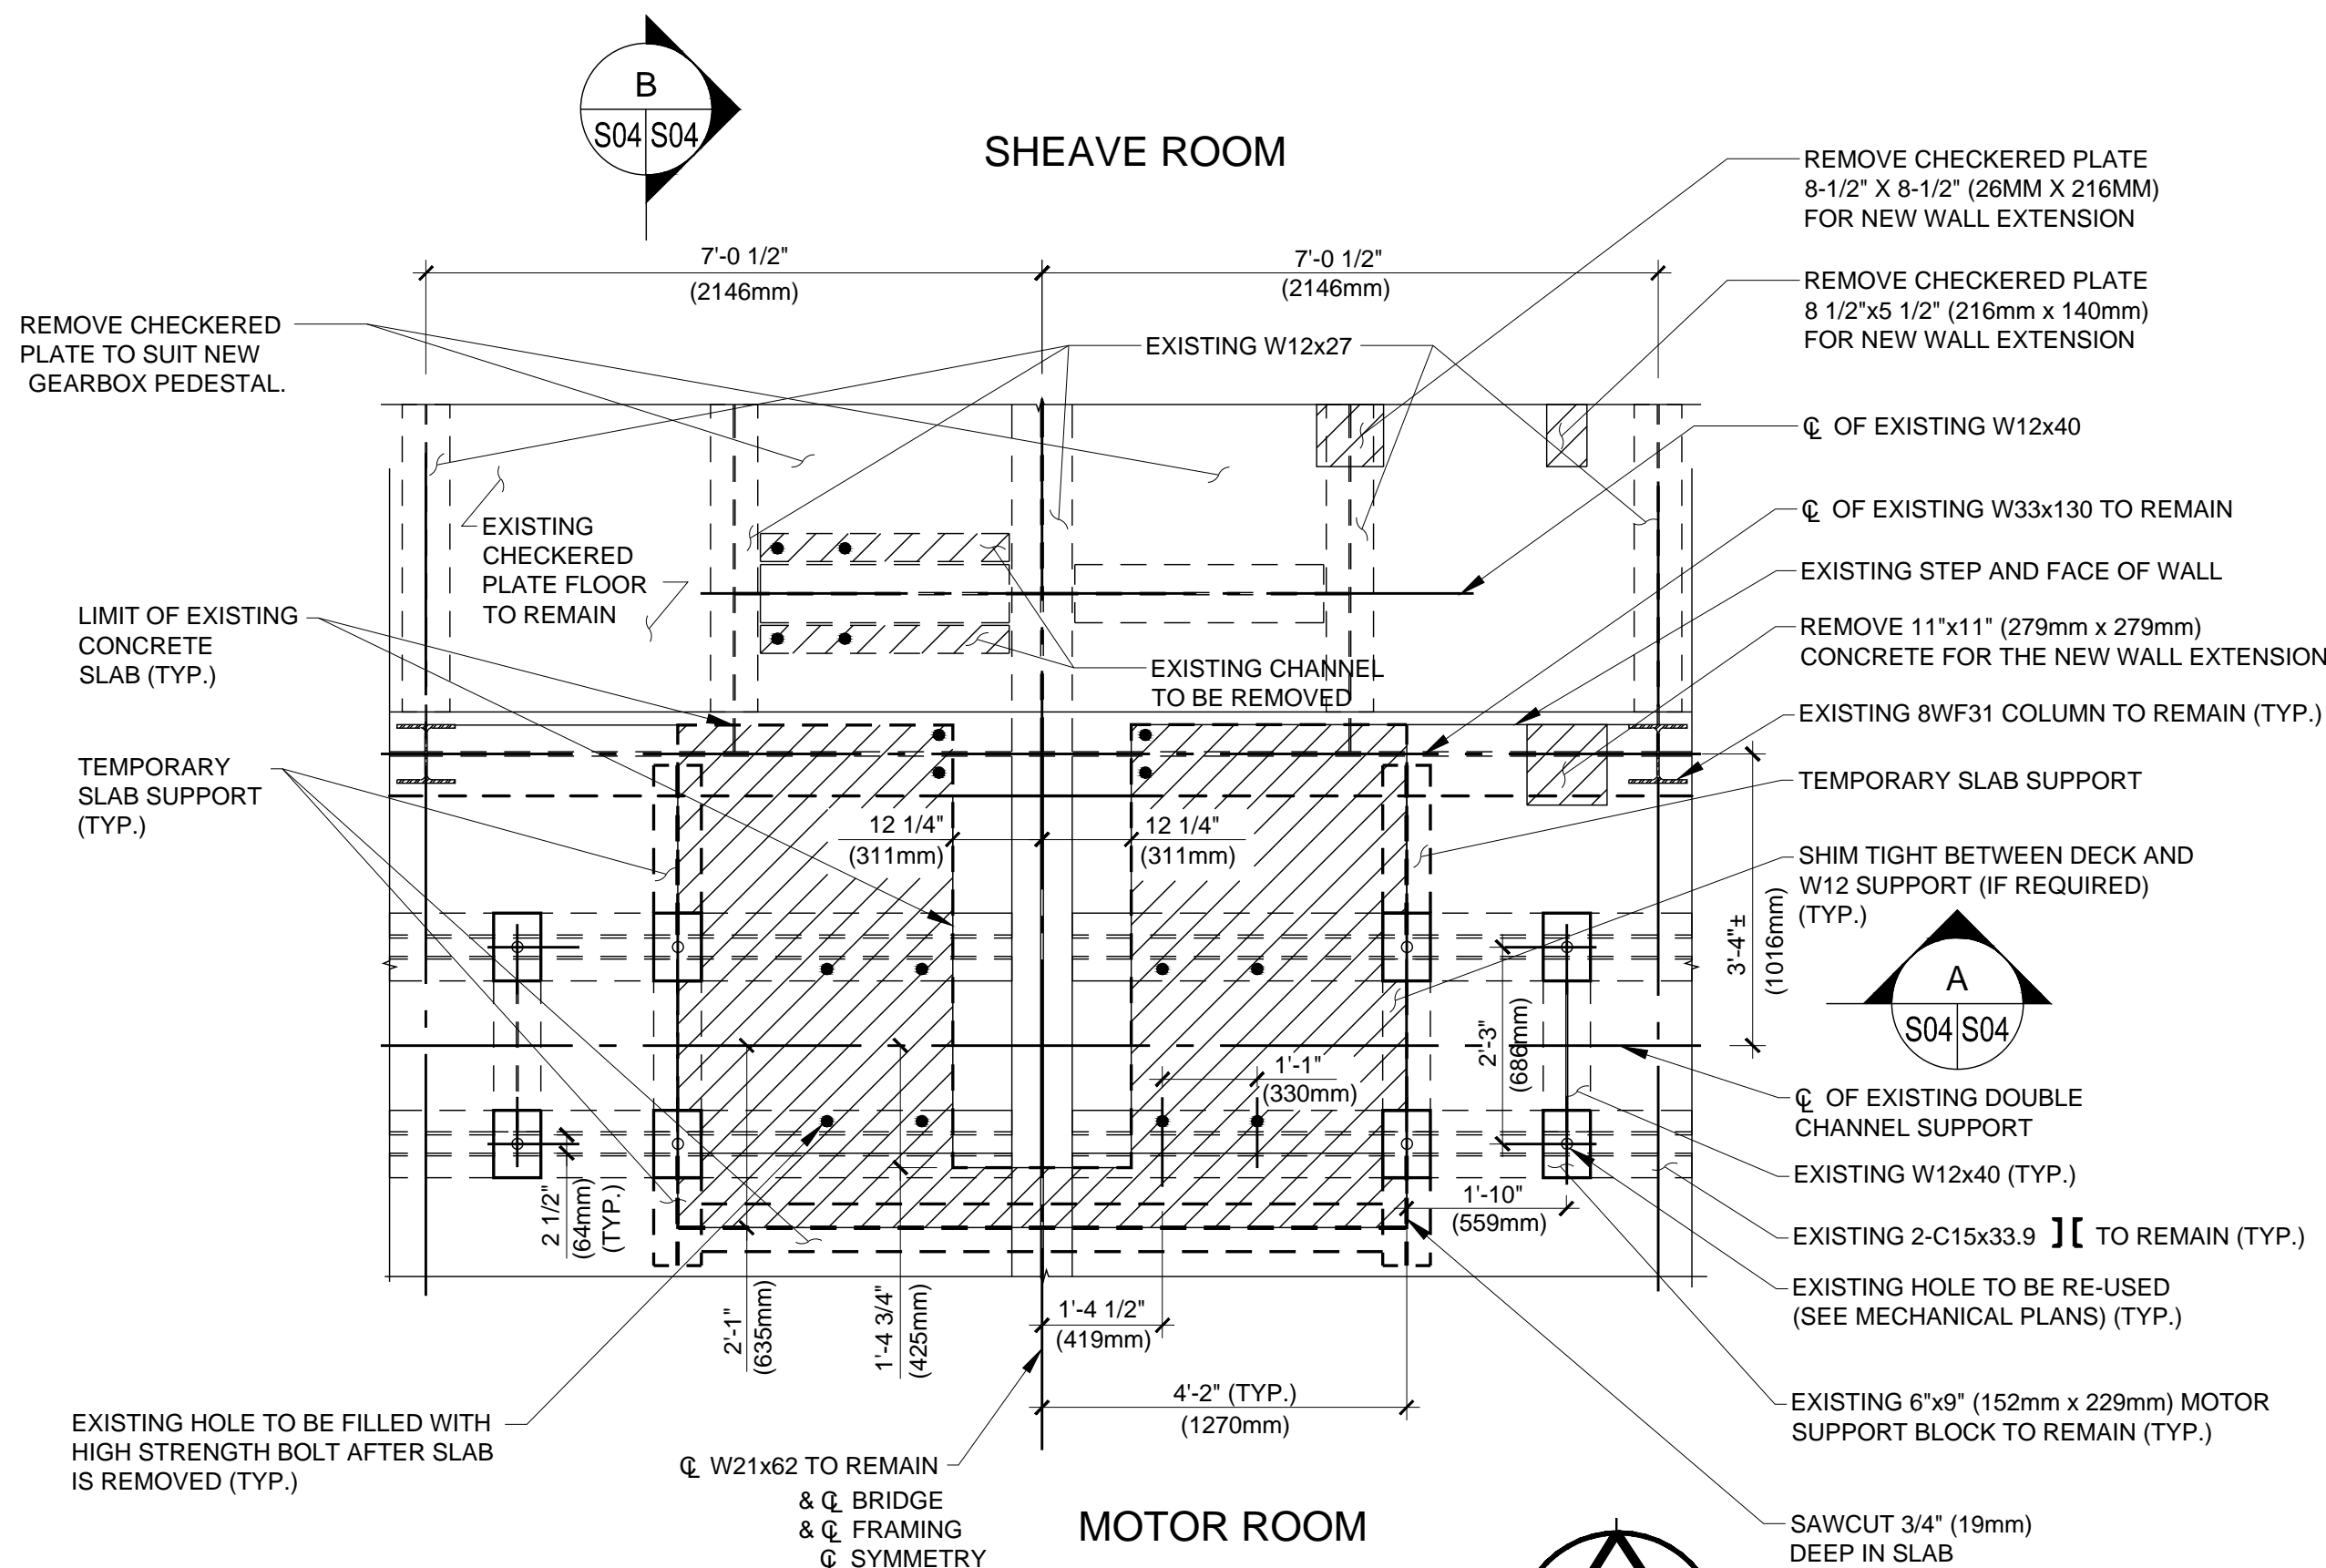 B
S04 S04
SHEAVE ROOM
REMOVE CHECKERED PLATE
8-1/2" X 8-1/2" (26MM X 216MM)
FOR NEW WALL EXTENSION
7'-0 1/2"
(2146mm)
7'-0 1/2"
(2146mm)
REMOVE CHECKERED PLATE
8 1/2"x5 1/2" (216mm x 140mm)
FOR NEW WALL EXTENSION
REMOVE CHECKERED
PLATE TO SUIT NEW
GEARBOX PEDESTAL.
EXISTING W12x27
℄ OF EXISTING W12x40
℄ OF EXISTING W33x130 TO REMAIN
EXISTING
CHECKERED
PLATE FLOOR
TO REMAIN
EXISTING STEP AND FACE OF WALL
LIMIT OF EXISTING
CONCRETE
SLAB (TYP.)
REMOVE 11"x11" (279mm x 279mm)
CONCRETE FOR THE NEW WALL EXTENSION
EXISTING CHANNEL
TO BE REMOVED
EXISTING 8WF31 COLUMN TO REMAIN (TYP.)
TEMPORARY
SLAB SUPPORT
(TYP.)
TEMPORARY SLAB SUPPORT
12 1/4"
(311mm)
12 1/4"
(311mm)
SHIM TIGHT BETWEEN DECK AND
W12 SUPPORT (IF REQUIRED)
(TYP.)
3'-4"±
(1016mm)
A
S04 S04
2'-3"
(686mm)
1'-1"
(330mm)
℄ OF EXISTING DOUBLE
CHANNEL SUPPORT
EXISTING W12x40 (TYP.)
2 1/2"
(64mm)
(TYP.)
1'-10"
(559mm)
EXISTING 2-C15x33.9 ][ TO REMAIN (TYP.)
EXISTING HOLE TO BE RE-USED
(SEE MECHANICAL PLANS) (TYP.)
2'-1"
(635mm)
1'-4 3/4"
(425mm)
1'-4 1/2"
(419mm)
4'-2" (TYP.)
(1270mm)
EXISTING 6"x9" (152mm x 229mm) MOTOR
SUPPORT BLOCK TO REMAIN (TYP.)
EXISTING HOLE TO BE FILLED WITH
HIGH STRENGTH BOLT AFTER SLAB
IS REMOVED (TYP.)
℄ W21x62 TO REMAIN
& ℄ BRIDGE
& ℄ FRAMING
℄ SYMMETRY
MOTOR ROOM
SAWCUT 3/4" (19mm)
DEEP IN SLAB